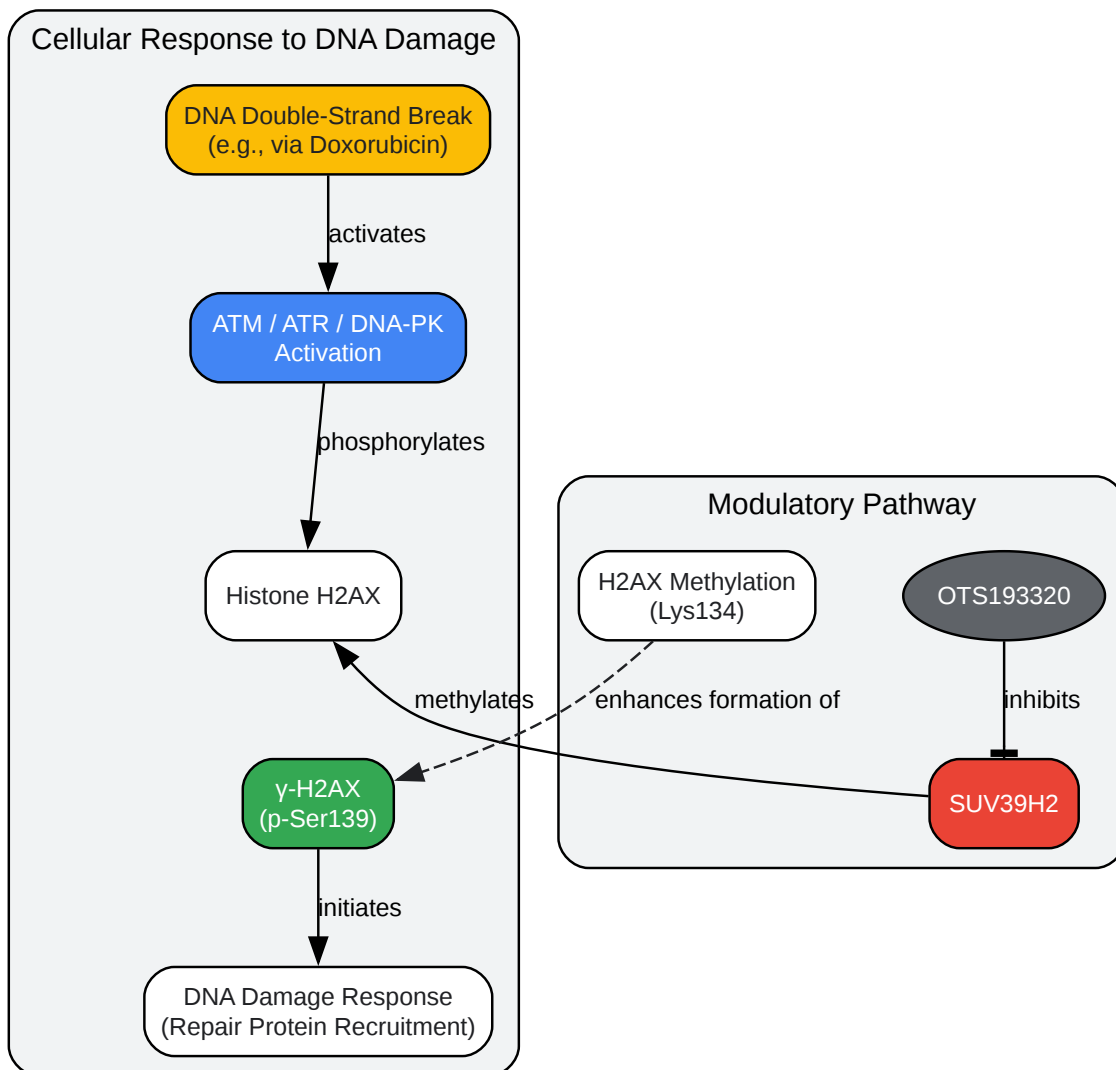 Cellular Response to DNA Damage
DNA Double-Strand Break
(e.g., via Doxorubicin)
activates
ATM / ATR / DNA-PK
Activation
phosphorylates
Histone H2AX
Modulatory Pathway
H2AX Methylation
(Lys134)
OTS193320
methylates
enhances formation of
inhibits
γ-H2AX
(p-Ser139)
SUV39H2
initiates
DNA Damage Response
(Repair Protein Recruitment)